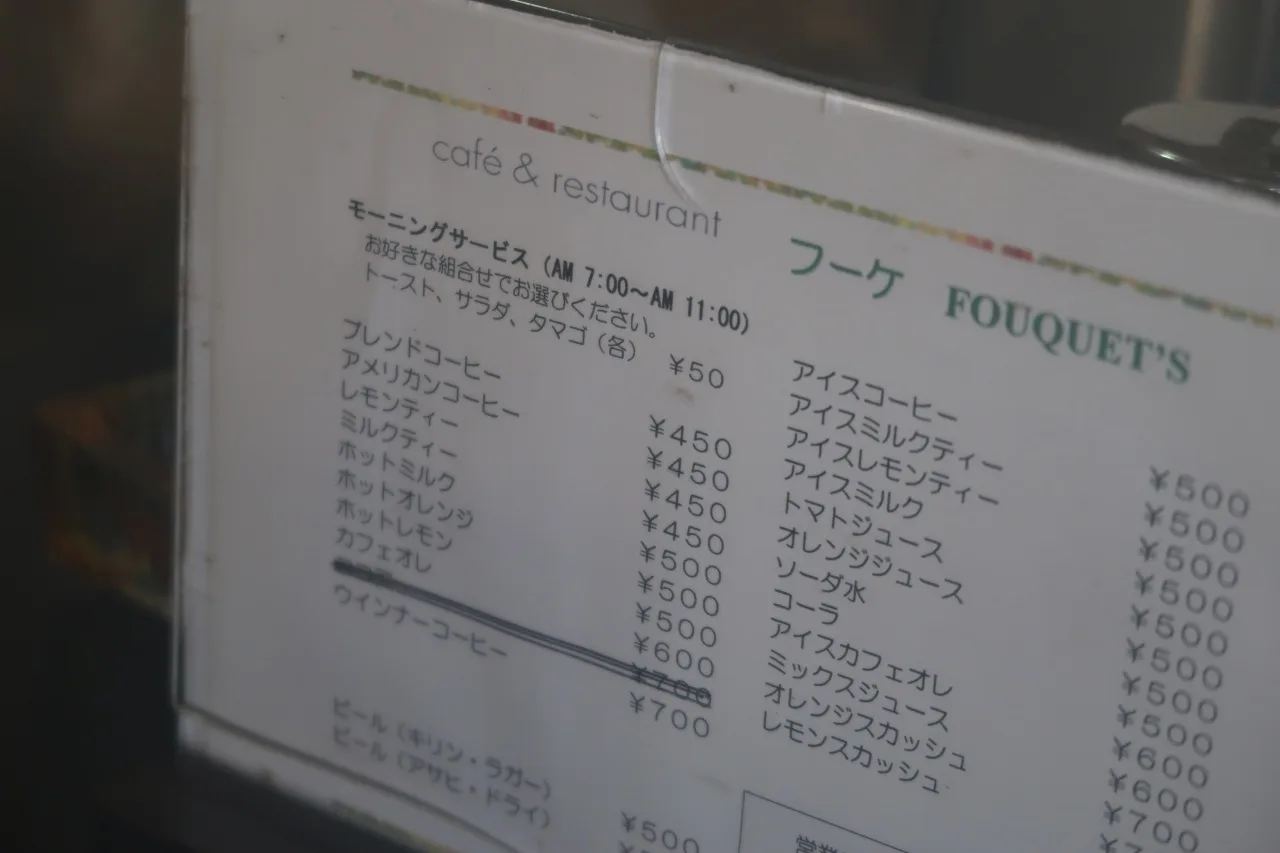 café & restaurant フーケ FOUQUET'S
モーニングサービス (AM 7:00～AM 11:00)
お好きな組合せでお選びください。
トースト、サラダ、タマゴ (各) ¥50
ブレンドコーヒー ¥450
アメリカンコーヒー ¥450
レモンティー ¥450
ミルクティー ¥450
ホットミルク ¥500
ホットオレンジ ¥500
ホットレモン ¥500
カフェオレ ¥600
¥700
ウインナーコーヒー ¥700
ビール (キリン・ラガー) ¥500
ビール (アサヒ・ドライ)
アイスコーヒー ¥500
アイスミルクティー ¥500
アイスレモンティー ¥500
アイスミルク ¥500
トマトジュース ¥500
オレンジジュース ¥500
ソーダ水 ¥500
コーラ ¥500
アイスカフェオレ ¥600
ミックスジュース ¥600
オレンジスカッシュ ¥700
レモンスカッシュ
営業